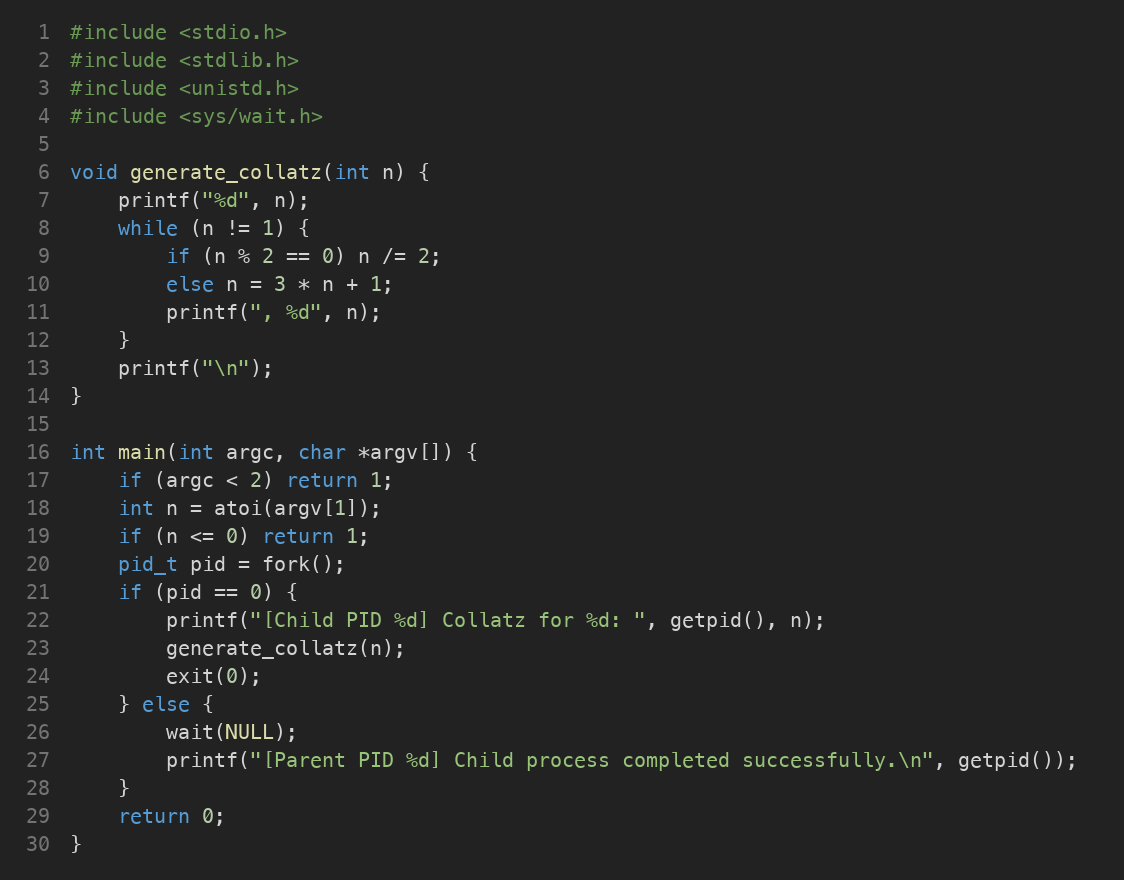 1 #include <stdio.h>
2 #include <stdlib.h>
3 #include <unistd.h>
4 #include <sys/wait.h>
5
6 void generate_collatz(int n) {
7     printf("%d", n);
8     while (n != 1) {
9         if (n % 2 == 0) n /= 2;
10         else n = 3 * n + 1;
11         printf(", %d", n);
12     }
13     printf("\n");
14 }
15
16 int main(int argc, char *argv[]) {
17     if (argc < 2) return 1;
18     int n = atoi(argv[1]);
19     if (n <= 0) return 1;
20     pid_t pid = fork();
21     if (pid == 0) {
22         printf("[Child PID %d] Collatz for %d: ", getpid(), n);
23         generate_collatz(n);
24         exit(0);
25     } else {
26         wait(NULL);
27         printf("[Parent PID %d] Child process completed successfully.\n", getpid());
28     }
29     return 0;
30 }